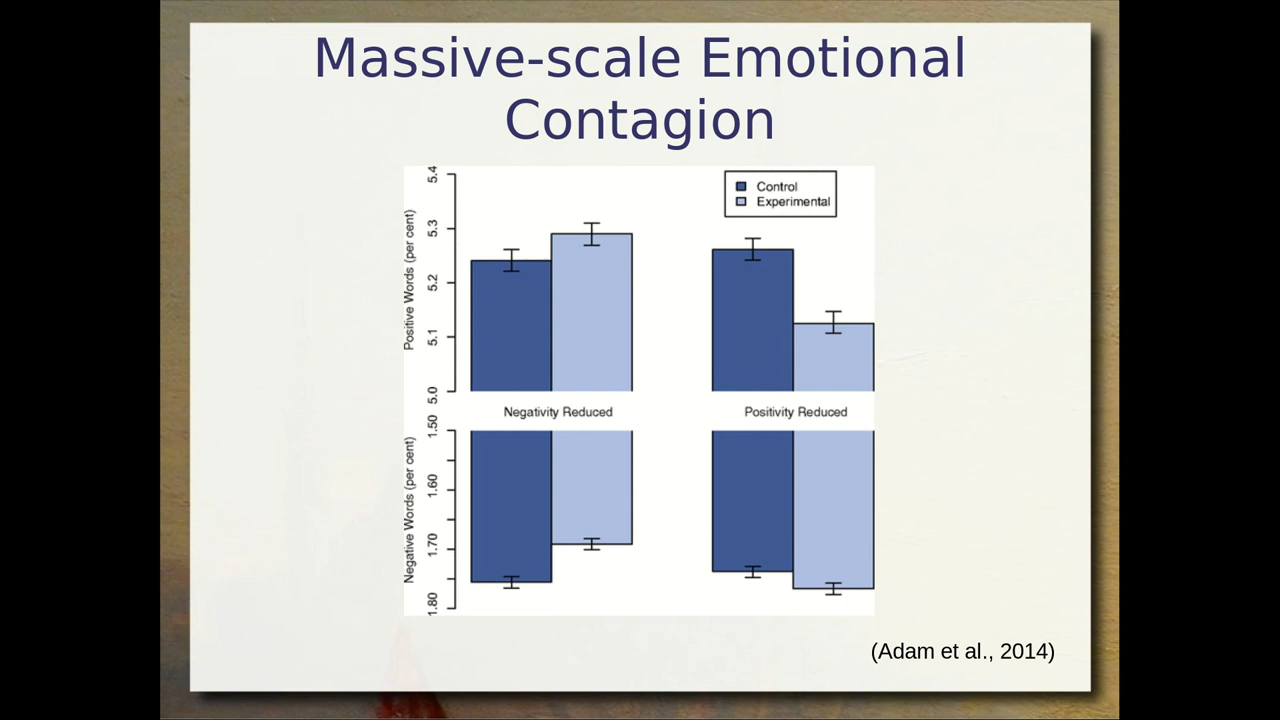 Massive-scale Emotional
Contagion
Control
Experimental
Positive Words (per cent)
5.4
5.3
5.2
5.1
5.0
Negativity Reduced
Positivity Reduced
Negative Words (per cent)
1.50
1.60
1.70
1.80
(Adam et al., 2014)